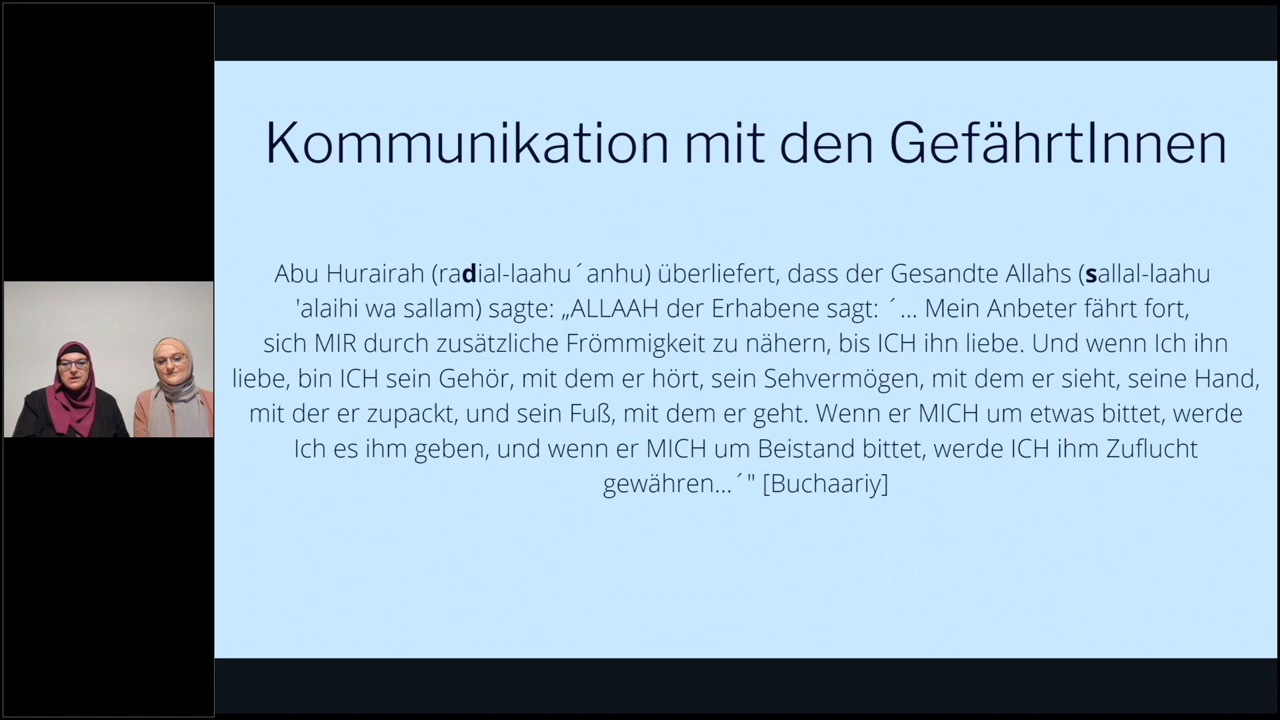 Kommunikation mit den GefährtInnen
Abu Hurairah (radial-laahu´anhu) überliefert, dass der Gesandte Allahs (sallal-laahu
'alaihi wa sallam) sagte: „ALLAAH der Erhabene sagt: ´... Mein Anbeter fährt fort,
sich MIR durch zusätzliche Frömmigkeit zu nähern, bis ICH ihn liebe. Und wenn Ich ihn
liebe, bin ICH sein Gehör, mit dem er hört, sein Sehvermögen, mit dem er sieht, seine Hand,
mit der er zupackt, und sein Fuß, mit dem er geht. Wenn er MICH um etwas bittet, werde
Ich es ihm geben, und wenn er MICH um Beistand bittet, werde ICH ihm Zuflucht
gewähren...´" [Buchaariy]